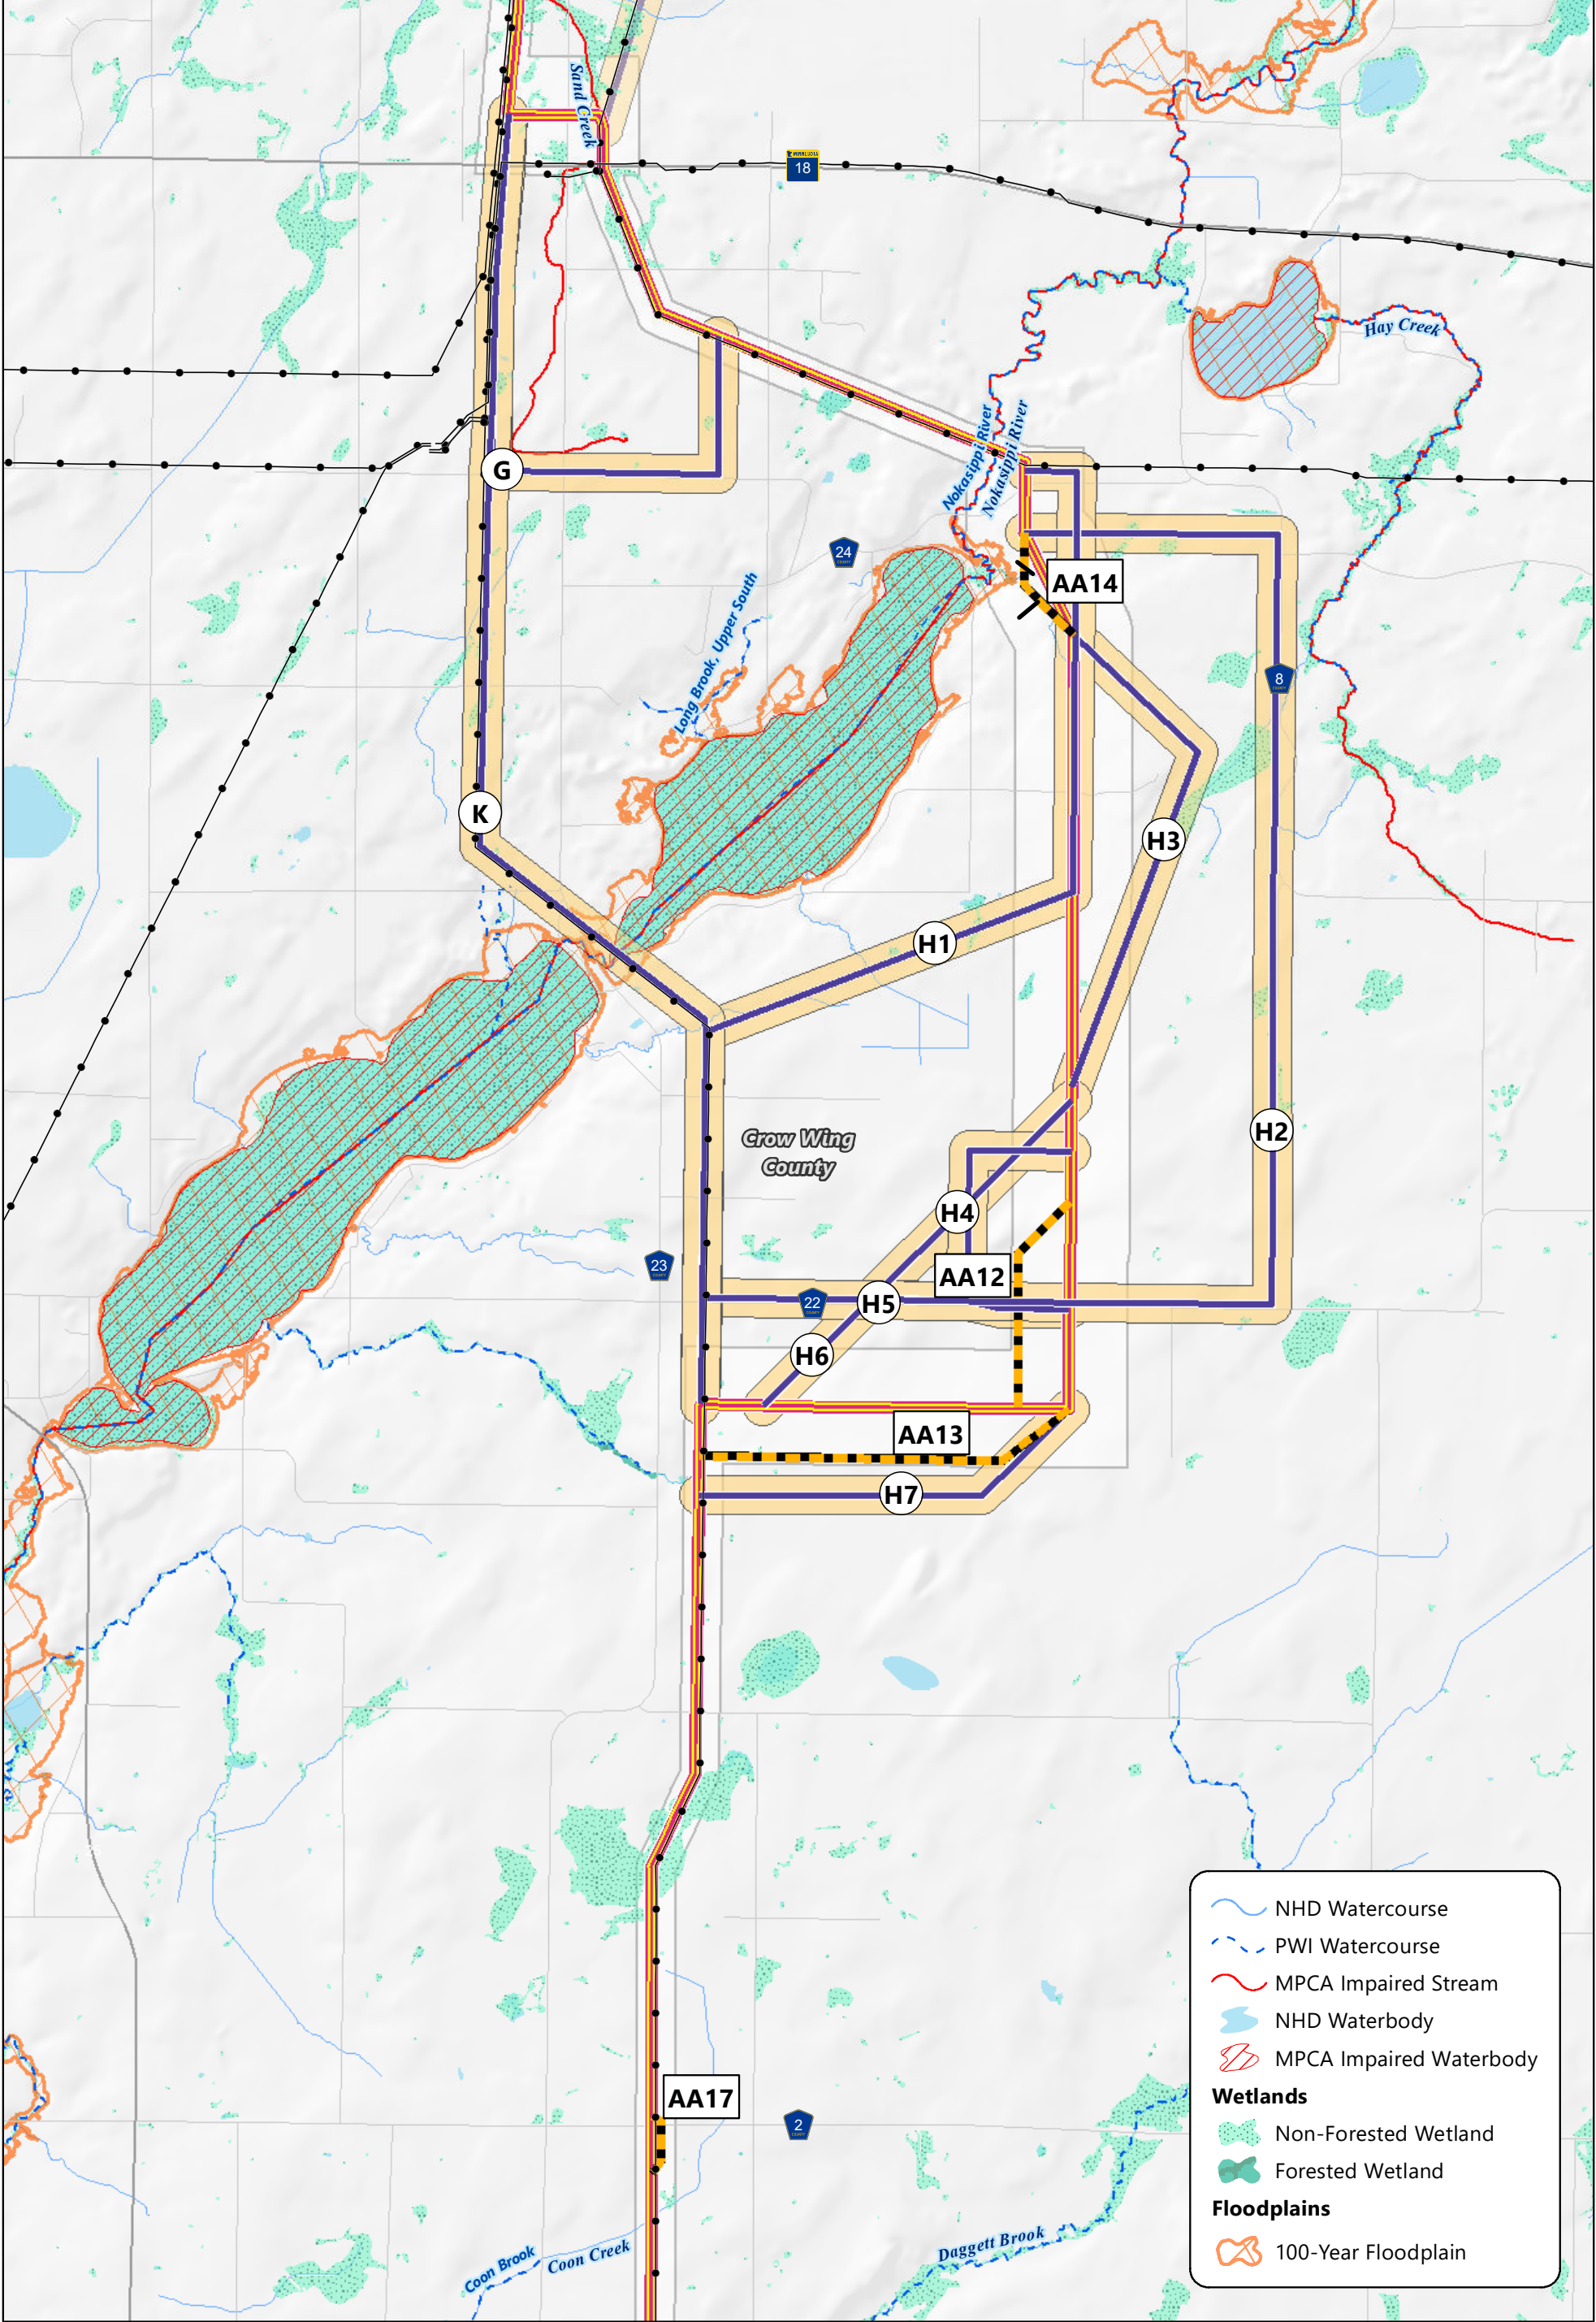 Sand Creek
MINNESOTA
18
Hay Creek
Nokasippi River
Nokasippi River
G
24
AA14
Long Brook, Upper South
8
K
H3
H1
Crow Wing
County
H2
H4
23
AA12
22
H5
H6
AA13
H7
AA17
2
Coon Brook
Coon Creek
Daggett Brook
NHD Watercourse
PWI Watercourse
MPCA Impaired Stream
NHD Waterbody
MPCA Impaired Waterbody
Wetlands
Non-Forested Wetland
Forested Wetland
Floodplains
100-Year Floodplain